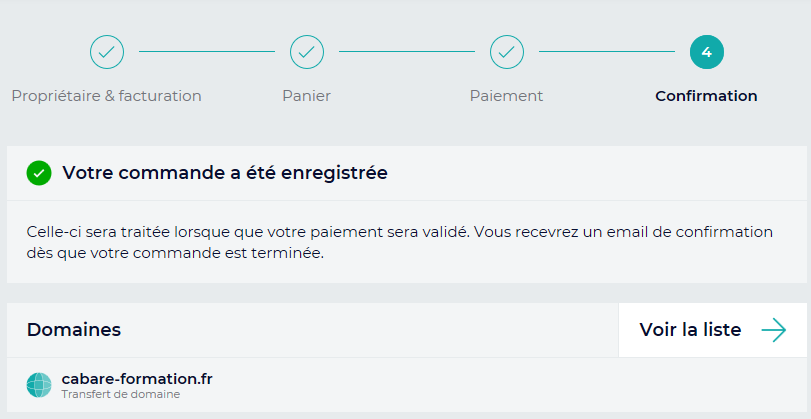 4
Propriétaire & facturation
Panier
Paiement
Confirmation
Votre commande a été enregistrée
Celle-ci sera traitée lorsque que votre paiement sera validé. Vous recevrez un email de confirmation
dès que votre commande est terminée.
Domaines
Voir la liste
cabare-formation.fr
Transfert de domaine